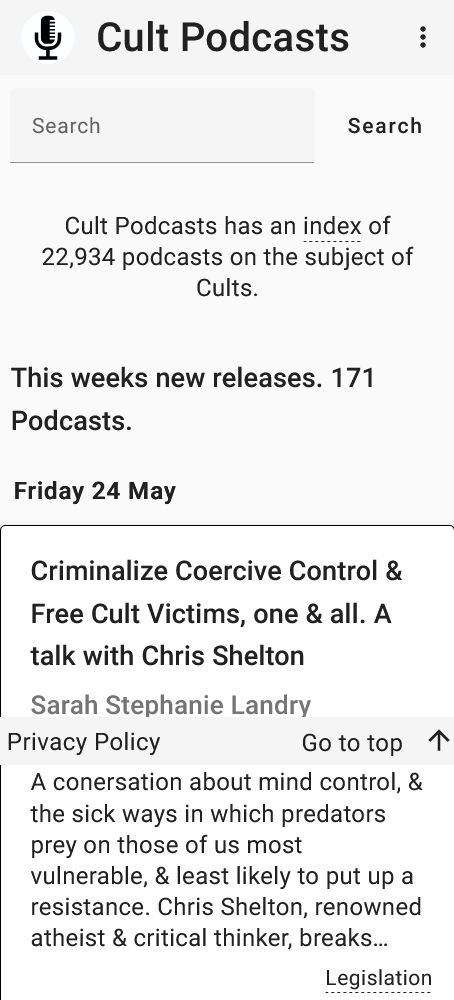 Cult Podcasts
Search
Search
Cult Podcasts has an index of
22,934 podcasts on the subject of
Cults.
This weeks new releases. 171
Podcasts.
Friday 24 May
Criminalize Coercive Control &
Free Cult Victims, one & all. A
talk with Chris Shelton
Sarah Stephanie Landry
Privacy Policy
Go to top
A conersation about mind control, &
the sick ways in which predators
prey on those of us most
vulnerable, & least likely to put up a
resistance. Chris Shelton, renowned
atheist & critical thinker, breaks...
Legislation